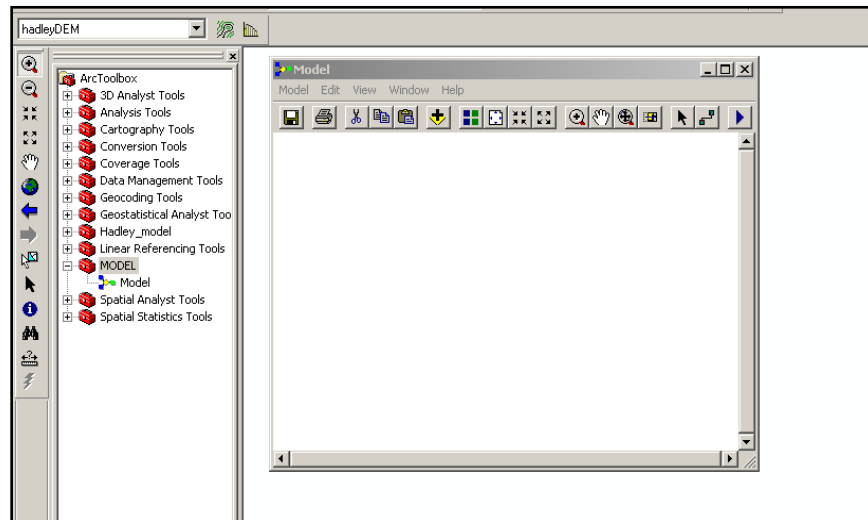 hadleyDEM
ArcToolbox
3D Analyst Tools
Analysis Tools
Cartography Tools
Conversion Tools
Coverage Tools
Data Management Tools
Geocoding Tools
Geostatistical Analyst Too
Hadley_model
Linear Referencing Tools
MODEL
Model
Spatial Analyst Tools
Spatial Statistics Tools
Model
Model Edit View Window Help